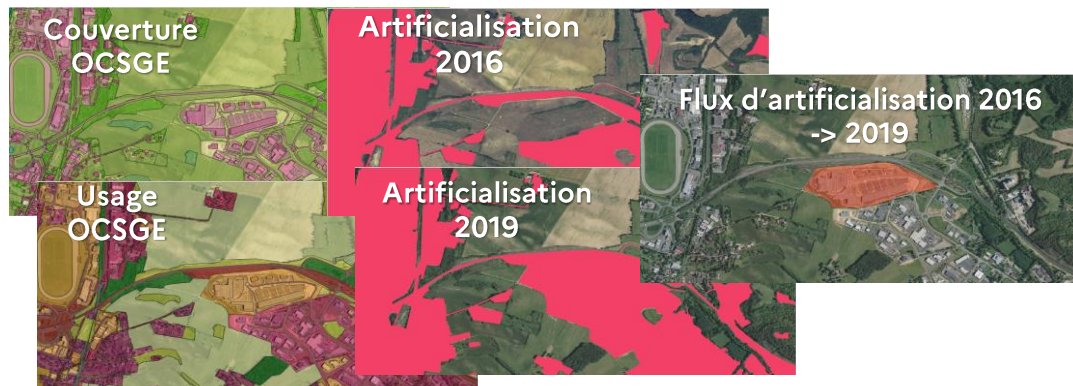 Couverture
OCSGE
Artificialisation
2016
Flux d'artificialisation 2016
-> 2019
Usage
OCSGE
Artificialisation
2019